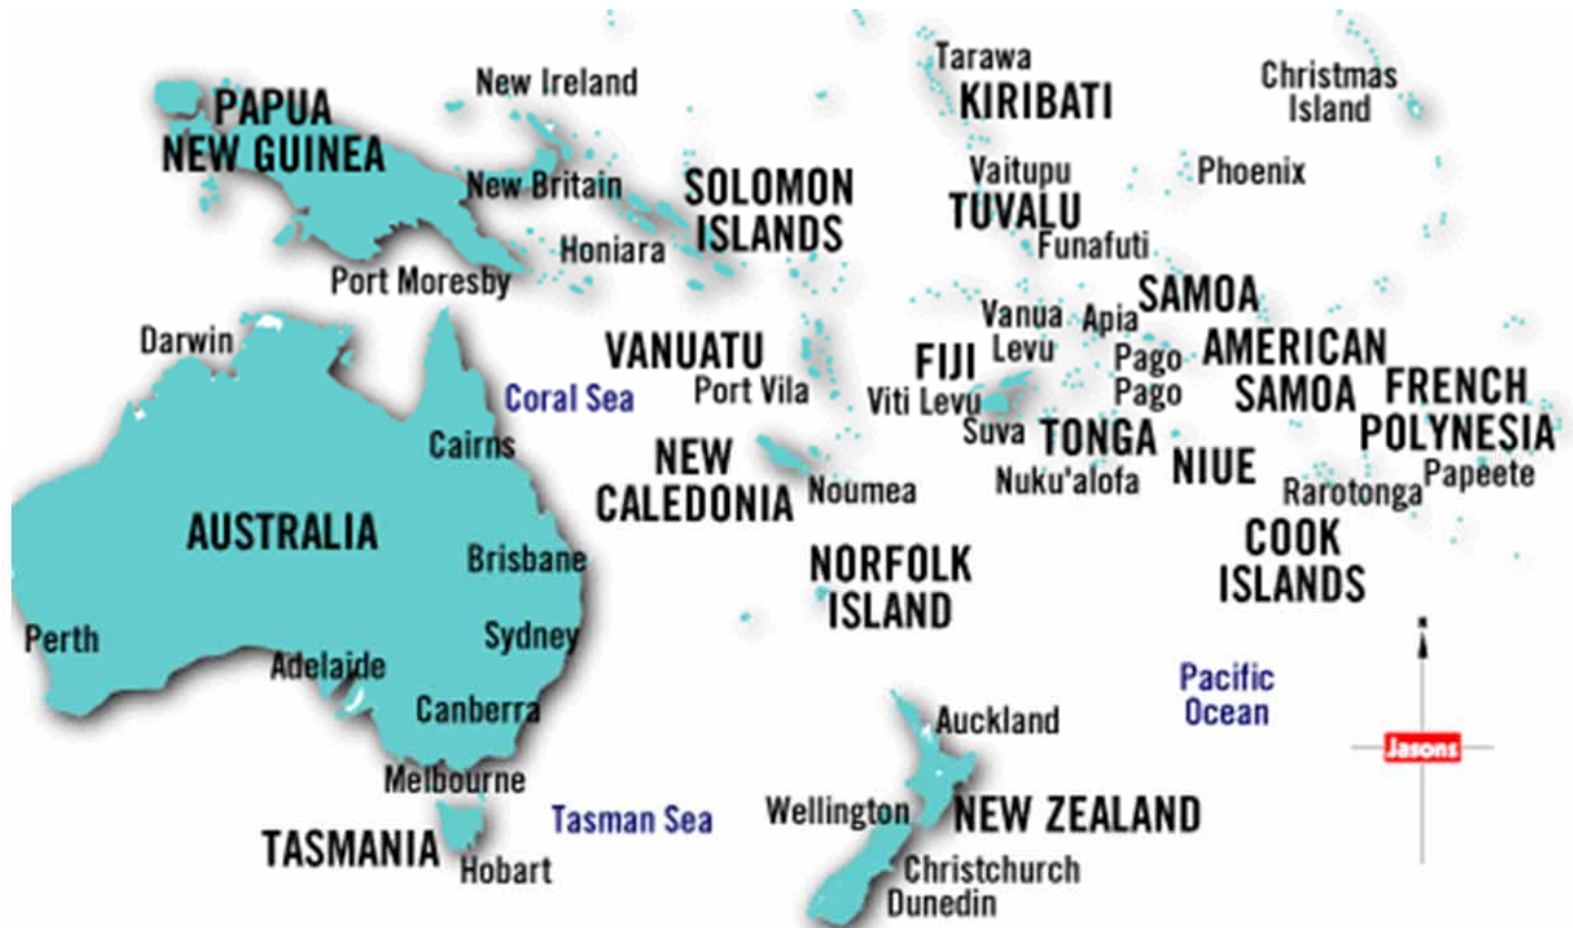 Tarawa
KIRIBATI
Christmas
Island
New Ireland
PAPUA
NEW GUINEA
New Britain
SOLOMON
ISLANDS
Vaitupu
TUVALU
Funafuti
Phoenix
Honiara
Port Moresby
SAMOA
Vanua
Levu
Apia
Darwin
VANUATU
Port Vila
FIJI
Viti Levu
Suva
Pago
Pago
AMERICAN
SAMOA
FRENCH
POLYNESIA
Papeete
Coral Sea
Cairns
NEW
CALEDONIA
Noumea
TONGA
Nuku'alofa
NIUE
Rarotonga
COOK
ISLANDS
AUSTRALIA
Brisbane
NORFOLK
ISLAND
Perth
Adelaide
Sydney
Canberra
Pacific
Ocean
Auckland
Jasons
Melbourne
TASMANIA
Hobart
Tasman Sea
Wellington
NEW ZEALAND
Christchurch
Dunedin